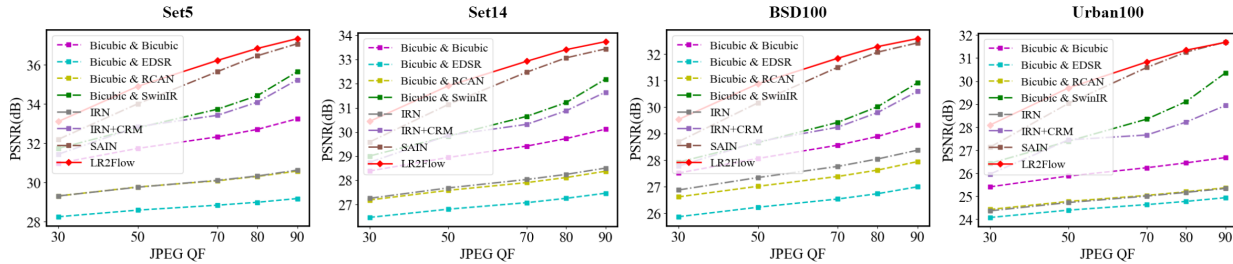 Set5
PSNR(dB)
36
34
32
30
28
Bicubic & Bicubic
Bicubic & EDSR
Bicubic & RCAN
Bicubic & SwinIR
IRN
IRN+CRM
SAIN
LR2Flow
30 50 70 80 90
JPEG QF
Set14
PSNR(dB)
34
33
32
31
30
29
28
27
Bicubic & Bicubic
Bicubic & EDSR
Bicubic & RCAN
Bicubic & SwinIR
IRN
IRN+CRM
SAIN
LR2Flow
30 50 70 80 90
JPEG QF
BSD100
PSNR(dB)
32
31
30
29
28
27
26
Bicubic & Bicubic
Bicubic & EDSR
Bicubic & RCAN
Bicubic & SwinIR
IRN
IRN+CRM
SAIN
LR2Flow
30 50 70 80 90
JPEG QF
Urban100
PSNR(dB)
32
31
30
29
28
27
26
25
24
Bicubic & Bicubic
Bicubic & EDSR
Bicubic & RCAN
Bicubic & SwinIR
IRN
IRN+CRM
SAIN
LR2Flow
30 50 70 80 90
JPEG QF